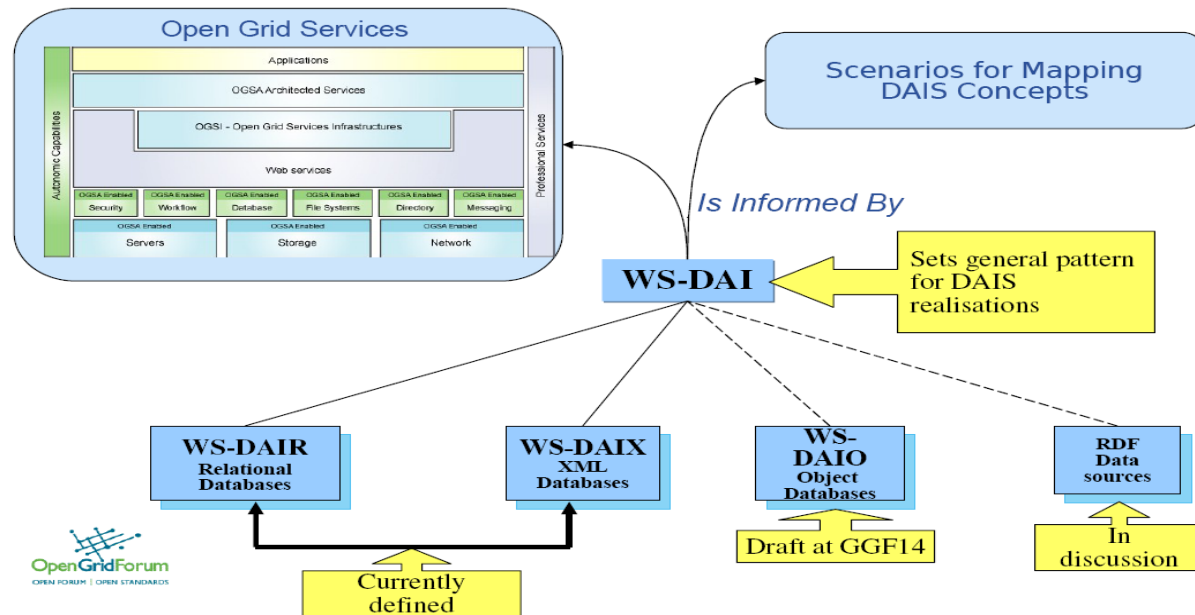 Open Grid Services
Autonomic Capabilities
Applications
OGSA Architected Services
OGSI - Open Grid Services Infrastructures
Web services
OGSA Enabled
Security
OGSA Enabled
Workflow
OGSA Enabled
Database
OGSA Enabled
File Systems
OGSA Enabled
Directory
OGSA Enabled
Messaging
OGSA Enabled
Servers
OGSA Enabled
Storage
OGSA Enabled
Network
Professional Services
Scenarios for Mapping
DAIS Concepts
Is Informed By
WS-DAI
Sets general pattern
for DAIS
realisations
WS-DAIR
Relational
Databases
WS-DAIX
XML
Databases
WS-
DAIO
Object
Databases
RDF
Data
sources
Currently
defined
Draft at GGF14
In
discussion
OpenGridForum
OPEN FORUM | OPEN STANDARDS